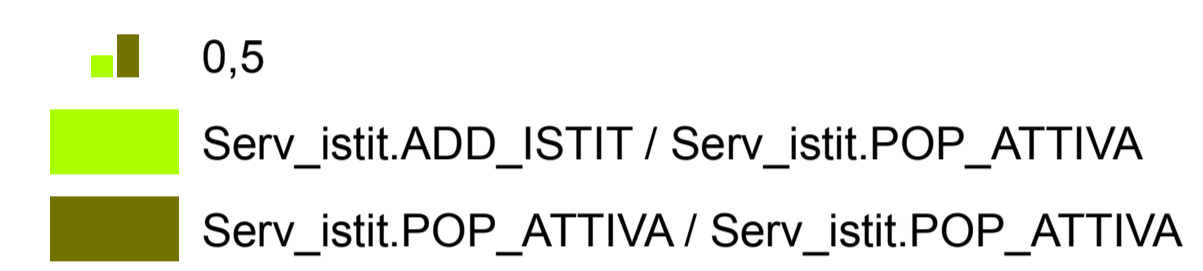 0,5
Serv_istit.ADD_ISTIT / Serv_istit.POP_ATTIVA
Serv_istit.POP_ATTIVA / Serv_istit.POP_ATTIVA